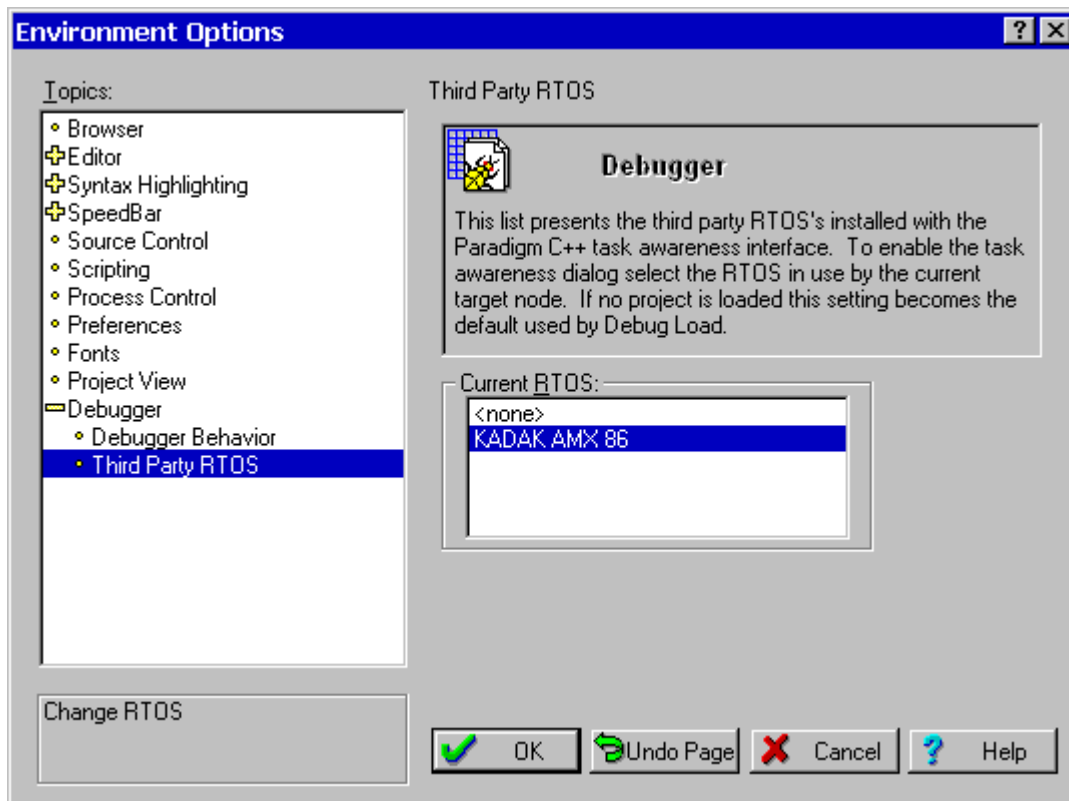 Environment Options
Topics:
Browser
Editor
Syntax Highlighting
SpeedBar
Source Control
Scripting
Process Control
Preferences
Fonts
Project View
Debugger
Debugger Behavior
Third Party RTOS
Change RTOS
Third Party RTOS
Debugger
This list presents the third party RTOS's installed with the
Paradigm C++ task awareness interface. To enable the task
awareness dialog select the RTOS in use by the current
target node. If no project is loaded this setting becomes the
default used by Debug Load.
Current RTOS:
<none>
KADAK AMX 86
OK
Undo Page
Cancel
Help